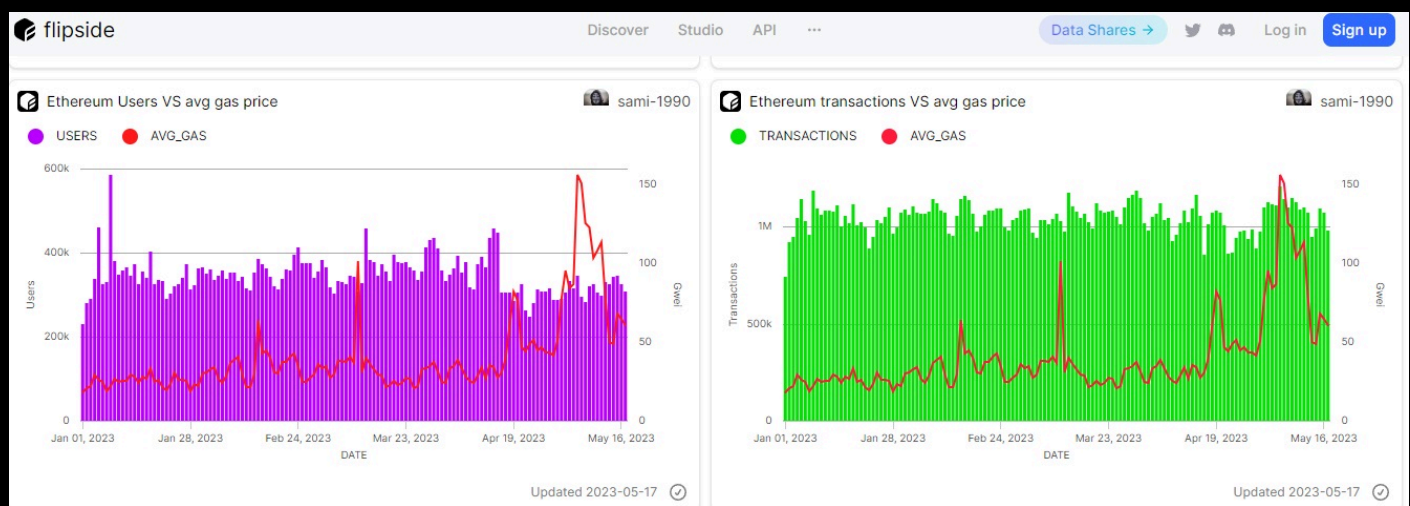 flipside
Discover Studio API ...
Data Shares → Log in Sign up
Ethereum Users VS avg gas price
sami-1990
USERS AVG_GAS
600k
400k
200k
0
Users
150
100
50
0
Gwei
Jan 01, 2023 Jan 28, 2023 Feb 24, 2023 Mar 23, 2023 Apr 19, 2023 May 16, 2023
DATE
Updated 2023-05-17
Ethereum transactions VS avg gas price
sami-1990
TRANSACTIONS AVG_GAS
1M
500k
0
Transactions
150
100
50
0
Gwei
Jan 01, 2023 Jan 28, 2023 Feb 24, 2023 Mar 23, 2023 Apr 19, 2023 May 16, 2023
DATE
Updated 2023-05-17